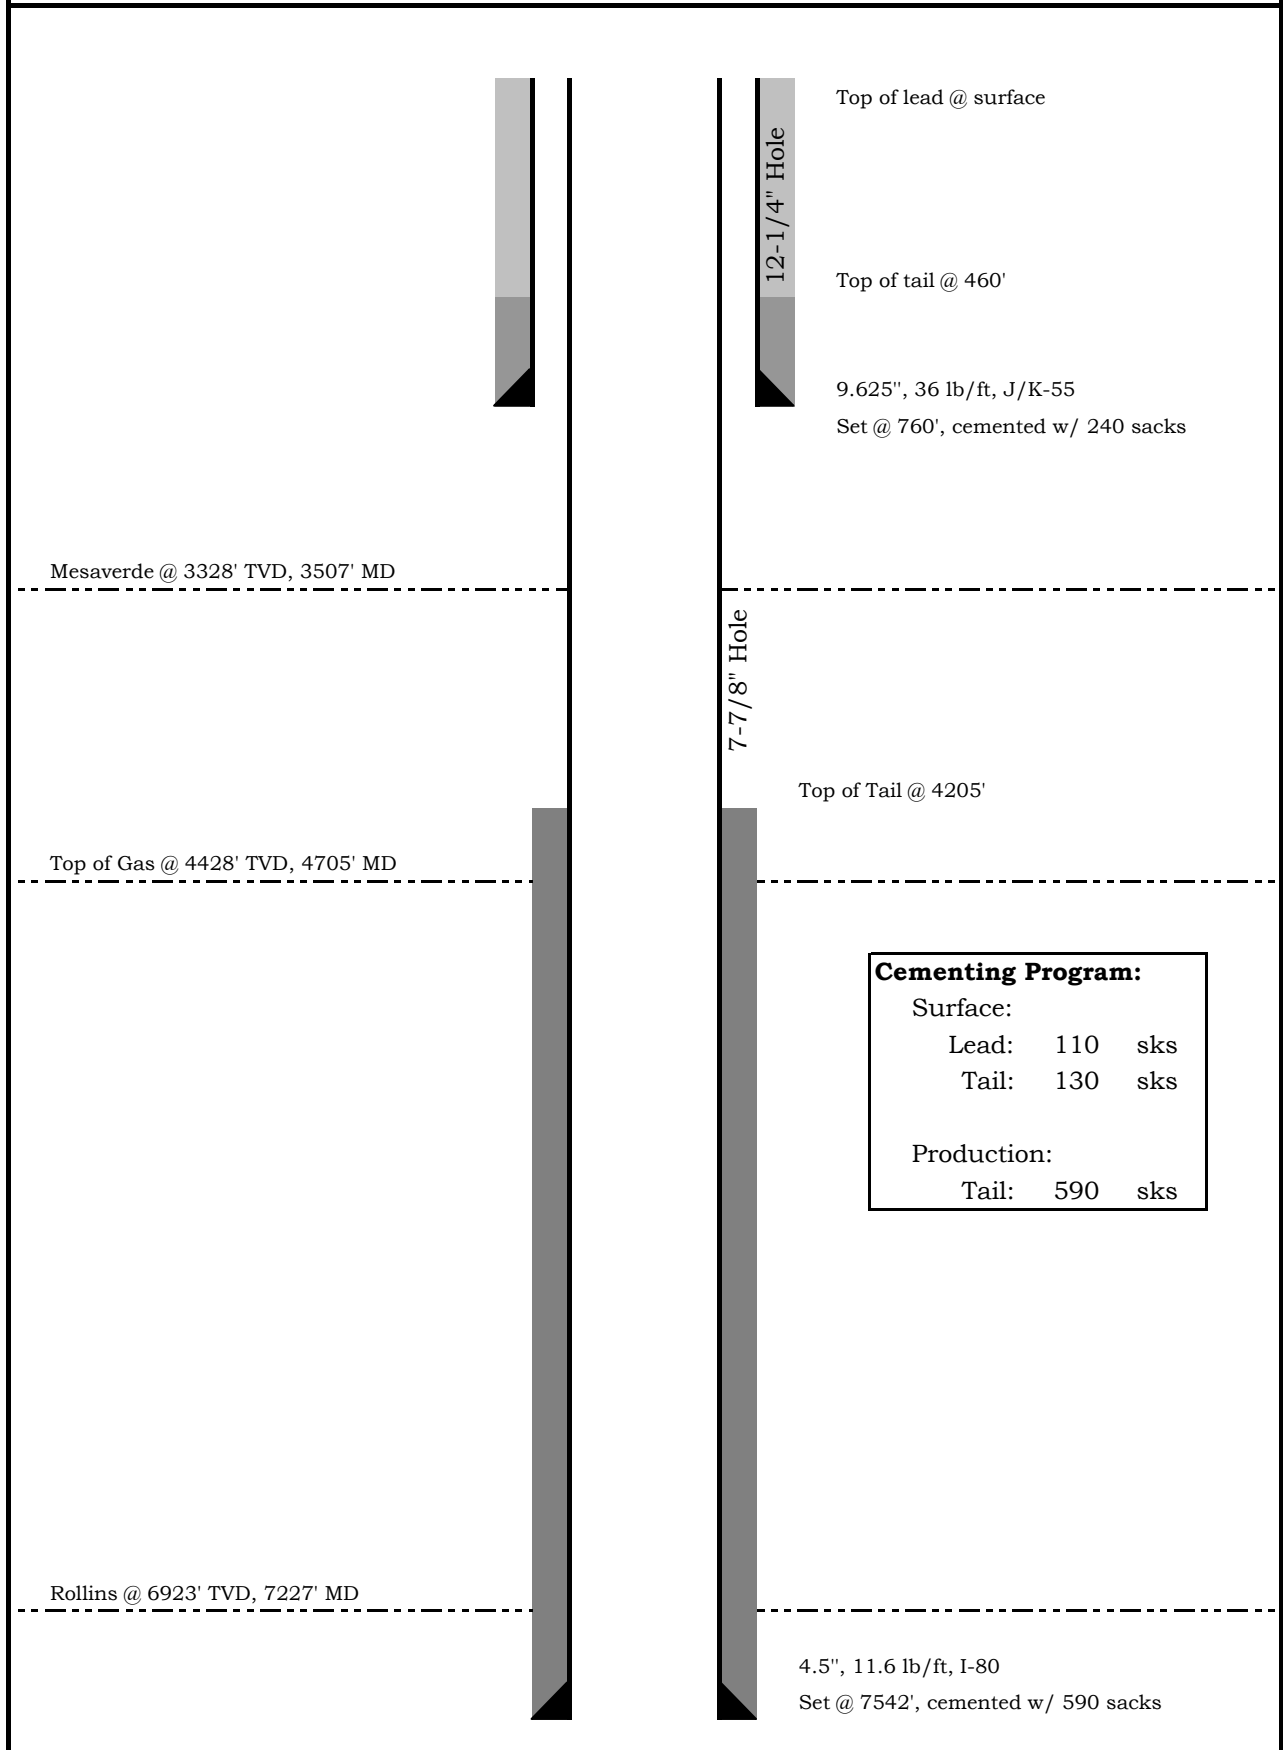 Top of lead @ surface
12-1/4" Hole
Top of tail @ 460'
9.625", 36 lb/ft, J/K-55
Set @ 760', cemented w/ 240 sacks
Mesaverde @ 3328' TVD, 3507' MD
7-7/8" Hole
Top of Tail @ 4205'
Top of Gas @ 4428' TVD, 4705' MD
Cementing Program:
Surface:
Lead: 110 sks
Tail: 130 sks
Production:
Tail: 590 sks
Rollins @ 6923' TVD, 7227' MD
4.5", 11.6 lb/ft, I-80
Set @ 7542', cemented w/ 590 sacks